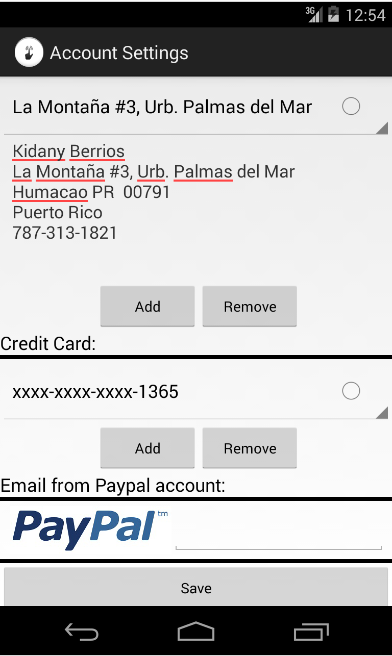 3G 12:54
Account Settings
La Montaña #3, Urb. Palmas del Mar
Kidany Berrios
La Montaña #3, Urb. Palmas del Mar
Humacao PR  00791
Puerto Rico
787-313-1821
Add Remove
Credit Card:
xxxx-xxxx-xxxx-1365
Add Remove
Email from Paypal account:
PayPal™
Save